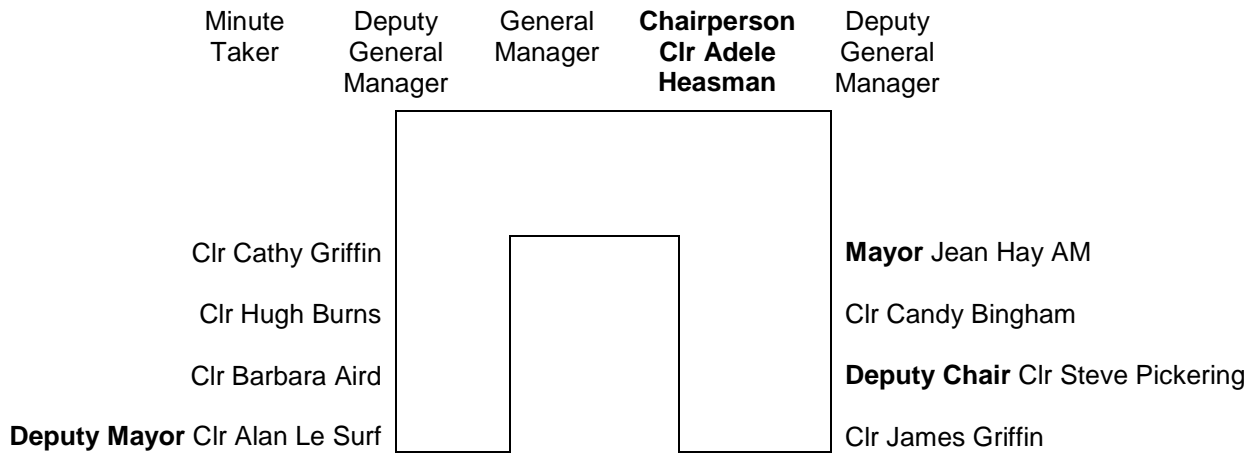 Minute
Taker
Deputy
General
Manager
General
Manager
Chairperson
Clr Adele
Heasman
Deputy
General
Manager
Clr Cathy Griffin
Mayor Jean Hay AM
Clr Hugh Burns
Clr Candy Bingham
Clr Barbara Aird
Deputy Chair Clr Steve Pickering
Deputy Mayor Clr Alan Le Surf
Clr James Griffin